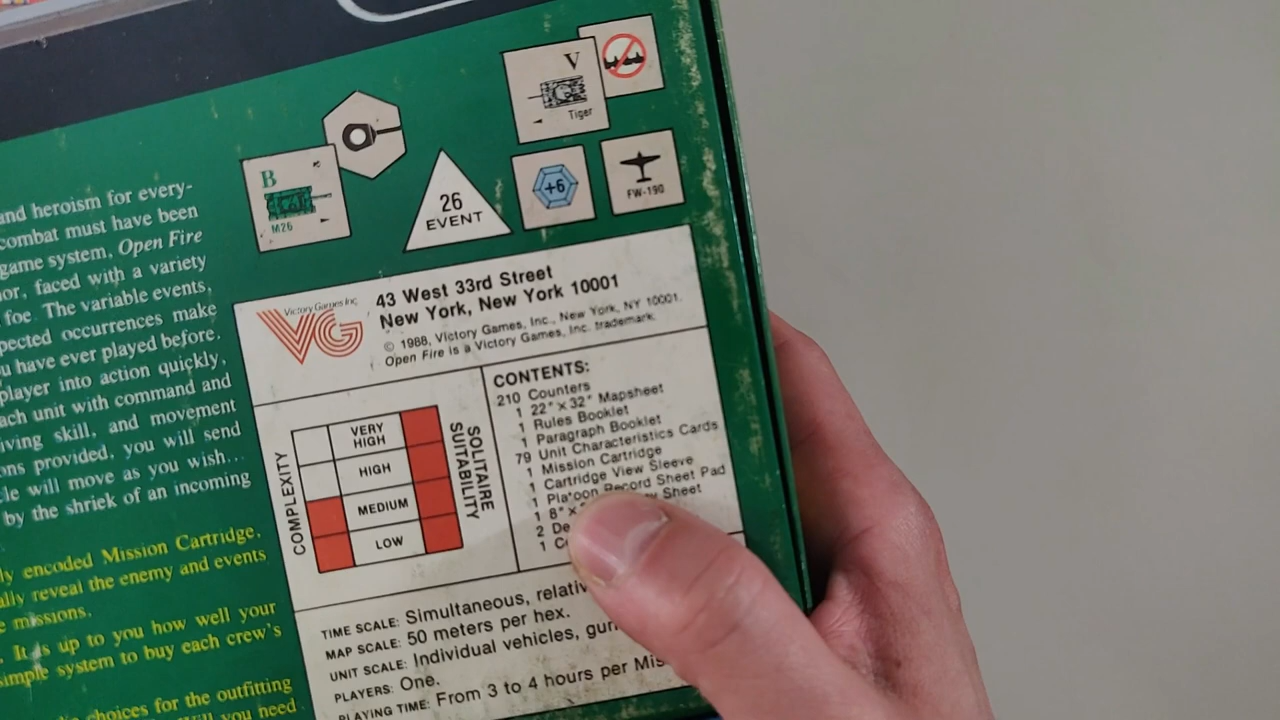 V
Tiger
B
M26
26
EVENT
+6
FW-190
and heroism for every-
combat must have been
game system, Open Fire
or, faced with a variety
foe. The variable events,
pected occurrences make
u have ever played before.
player into action quickly,
ach unit with command and
iving skill, and movement
ons provided, you will send
cle will move as you wish...
by the shriek of an incoming
ly encoded Mission Cartridge.
ally reveal the enemy and events
e missions.
. It is up to you how well your
simple system to buy each crew's
choices for the outfitting
you need
Victory Games Inc
VG
43 West 33rd Street
New York, New York 10001
© 1988, Victory Games, Inc., New York, NY 10001.
Open Fire is a Victory Games, Inc. trademark.
COMPLEXITY
VERY
HIGH
HIGH
MEDIUM
LOW
SOLITAIRE
SUITABILITY
CONTENTS:
210 Counters
1 22" x 32" Mapsheet
1 Rules Booklet
1 Paragraph Booklet
79 Unit Characteristics Cards
1 Mission Cartridge
1 Cartridge View Sleeve
1 Platoon Record Sheet Pad
1 8" x Sheet
2 De
1 C
TIME SCALE: Simultaneous, relativ
MAP SCALE: 50 meters per hex.
UNIT SCALE: Individual vehicles, gun
PLAYERS: One.
PLAYING TIME: From 3 to 4 hours per Mis